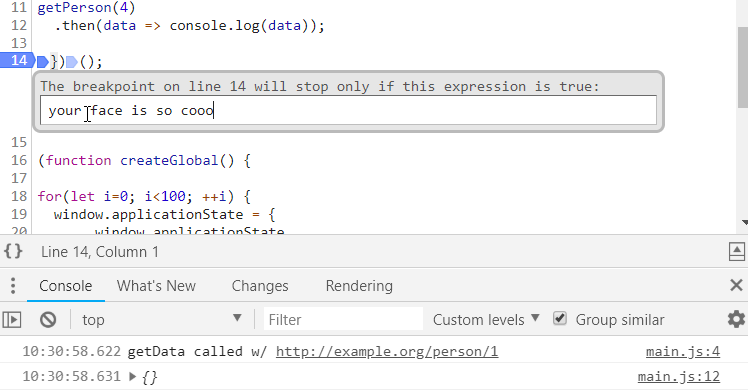 11 getPerson(4)
12 .then(data => console.log(data));
13
14 }) ();
The breakpoint on line 14 will stop only if this expression is true:
your face is so cooo
15
16 (function createGlobal() {
17
18 for(let i=0; i<100; ++i) {
19 window.applicationState = {
20 window.applicationState
{} Line 14, Column 1
Console What's New Changes Rendering
top Filter Custom levels Group similar
10:30:58.622 getData called w/ http://example.org/person/1 main.js:4
10:30:58.631 {} main.js:12